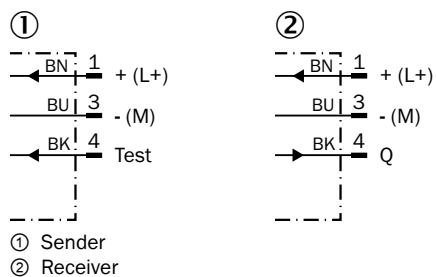 ① ②
BN 1 + (L+) BN 1 + (L+)
BU 3 - (M) BU 3 - (M)
BK 4 Test BK 4 Q
① Sender
② Receiver